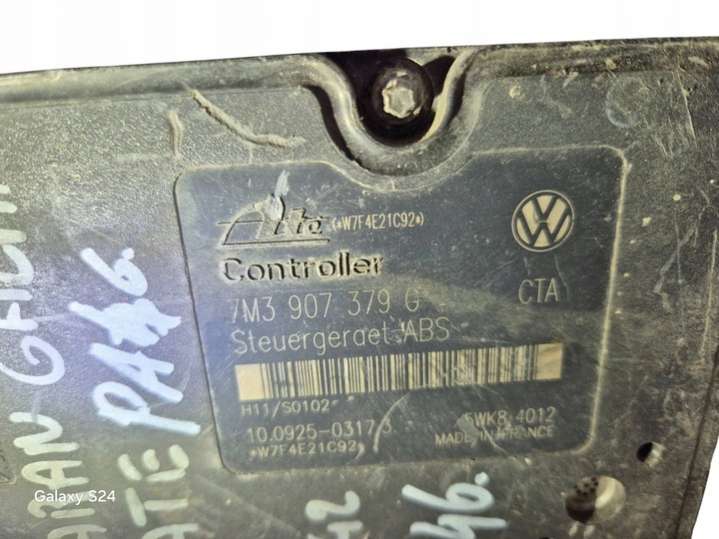 Ate (*W7F4E21C92*)
Controller
7M3 907 379 G CTA
Steuergeraet ABS
H11/S0102
10.0925-0317.3 5WK8 4012
*W7F4E21C92* MADE IN FRANCE
46.
Galaxy S24